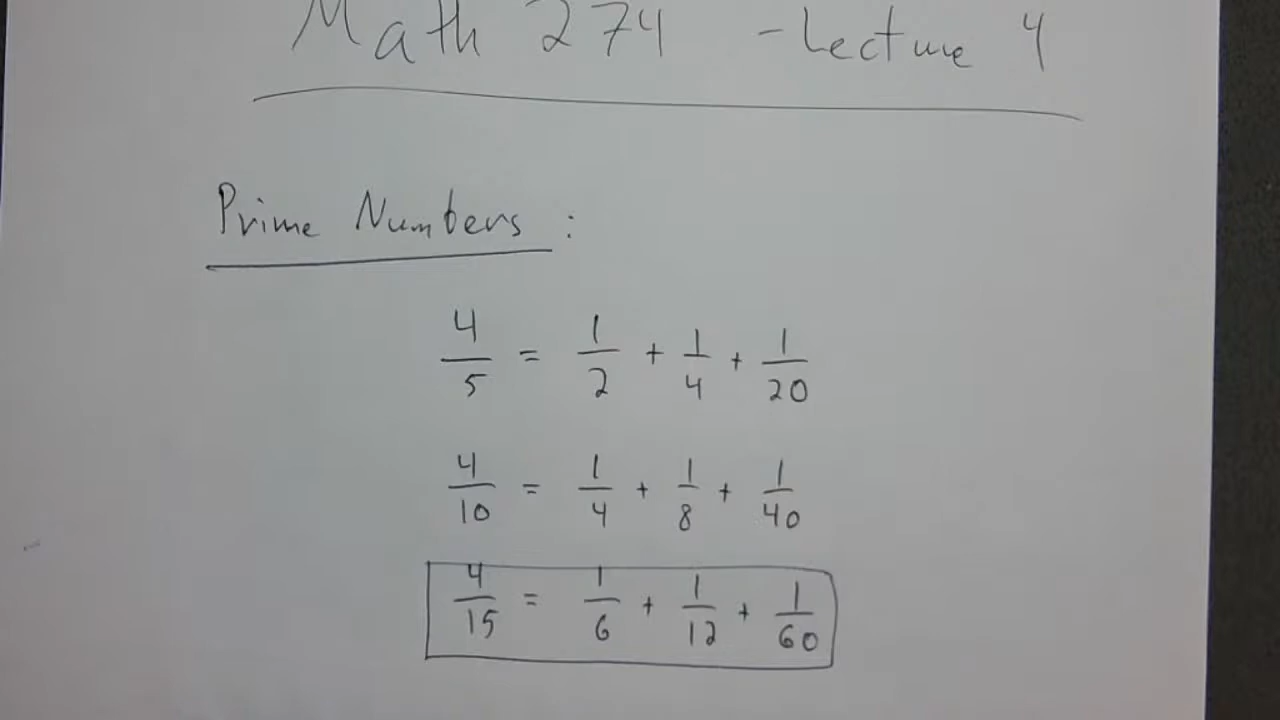 Math 274 - Lecture 4
Prime Numbers :
4/5 = 1/2 + 1/4 + 1/20
4/10 = 1/4 + 1/8 + 1/40
4/15 = 1/6 + 1/12 + 1/60